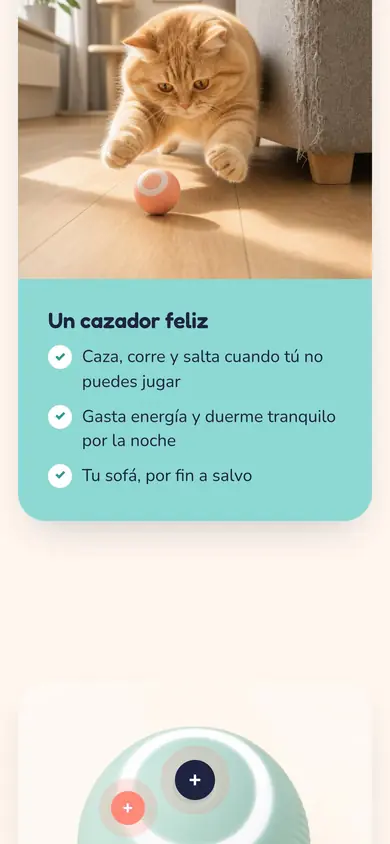 Un cazador feliz
Caza, corre y salta cuando tú no
puedes jugar
Gasta energía y duerme tranquilo
por la noche
Tu sofá, por fin a salvo